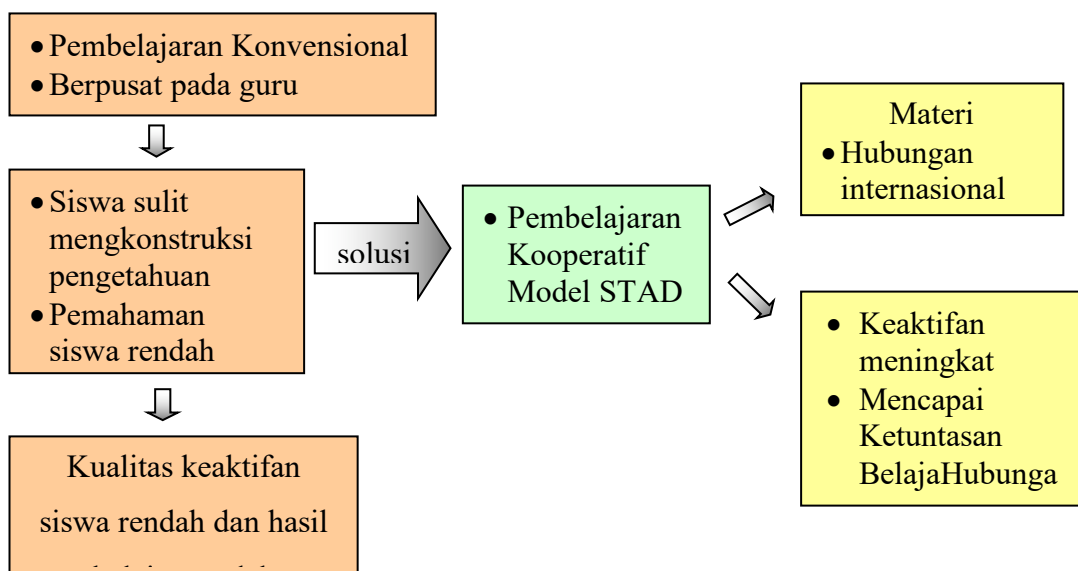 • Pembelajaran Konvensional
• Berpusat pada guru
• Siswa sulit
mengkonstruksi
pengetahuan
• Pemahaman
siswa rendah
Kualitas keaktifan
siswa rendah dan hasil
solusi
• Pembelajaran
Kooperatif
Model STAD
Materi
• Hubungan
internasional
• Keaktifan
meningkat
• Mencapai
Ketuntasan
BelajaHubunga